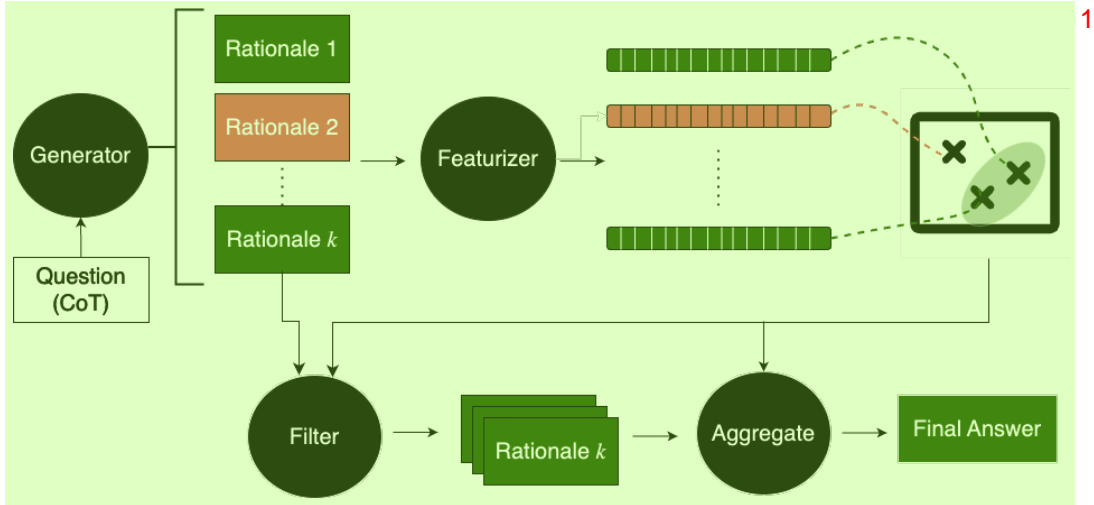 1
Rationale 1
Rationale 2
Rationale k
Generator
Featurizer
Question
(CoT)
Filter
Rationale k
Aggregate
Final Answer